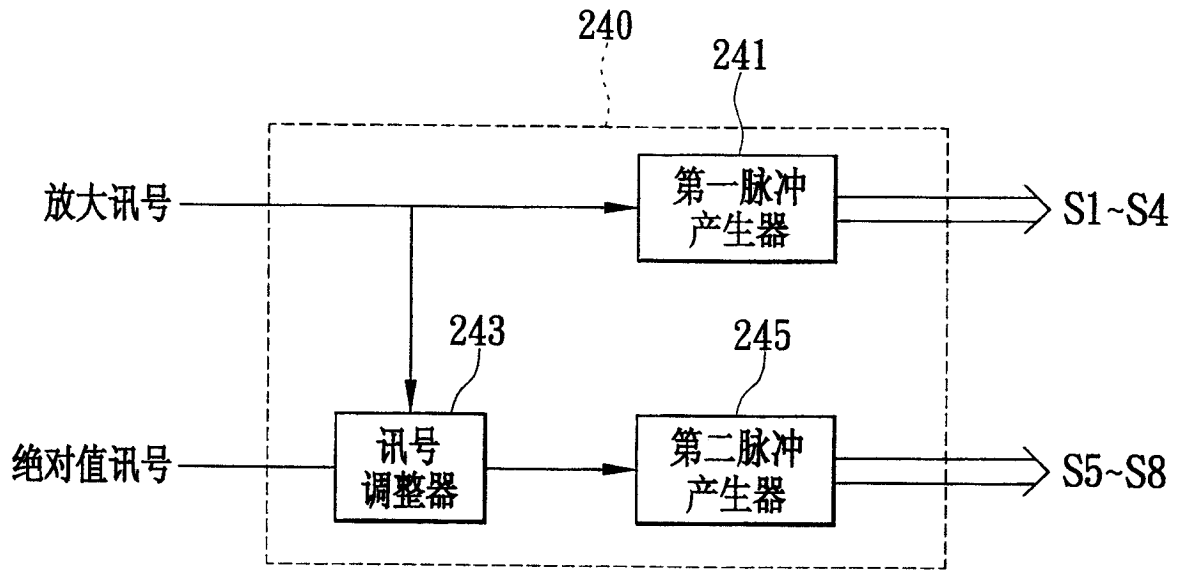 240
241
放大讯号
第一脉冲
产生器
S1~S4
243
245
绝对值讯号
讯号
调整器
第二脉冲
产生器
S5~S8